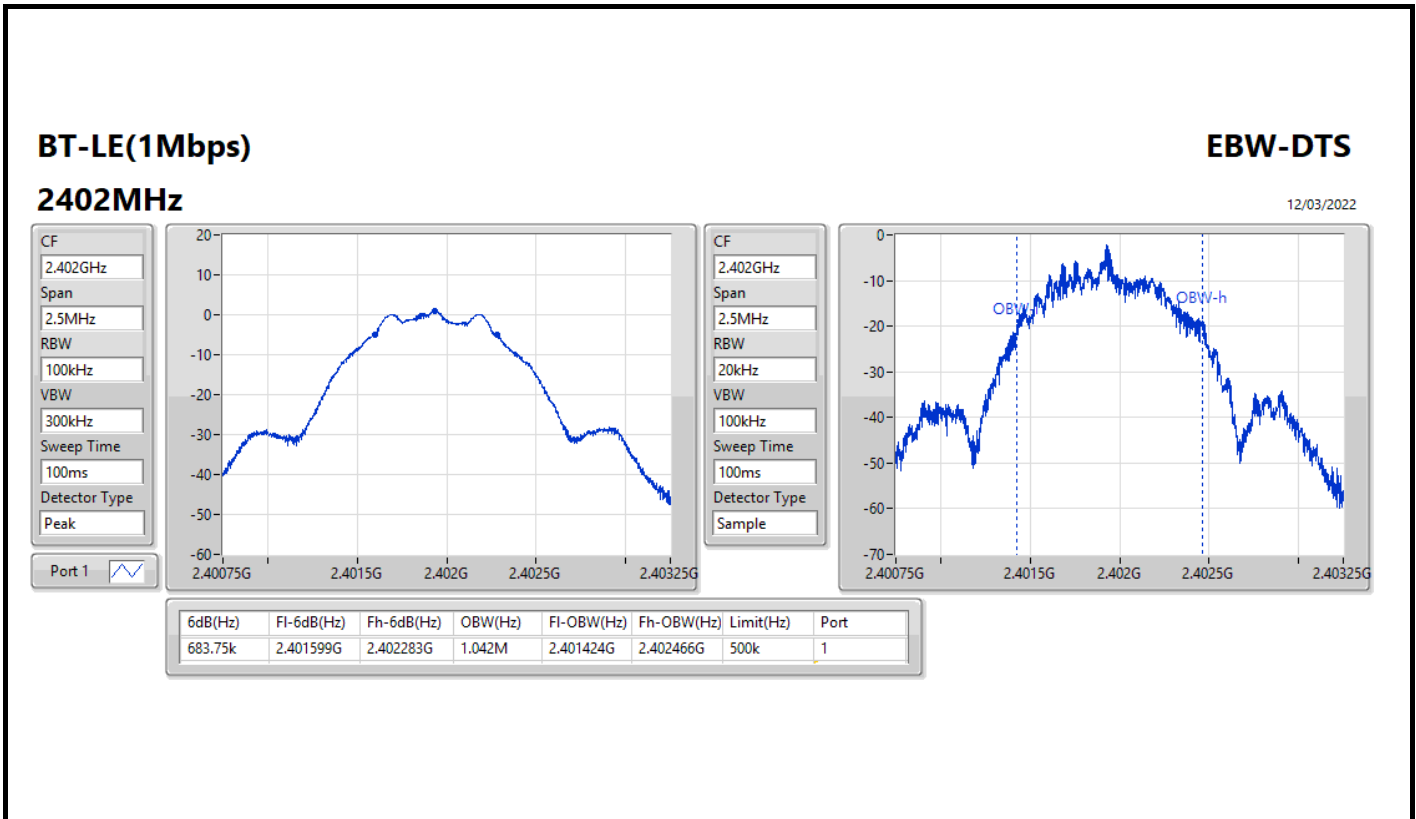 BT-LE(1Mbps)
EBW-DTS
2402MHz
12/03/2022
CF
2.402GHz
Span
2.5MHz
RBW
100kHz
VBW
300kHz
Sweep Time
100ms
Detector Type
Peak
Port 1
20
10
0
-10
-20
-30
-40
-50
-60
2.40075G 2.4015G 2.402G 2.4025G 2.40325G
CF
2.402GHz
Span
2.5MHz
RBW
20kHz
VBW
100kHz
Sweep Time
100ms
Detector Type
Sample
0
-10
-20
-30
-40
-50
-60
-70
OBW-l
OBW-h
2.40075G 2.4015G 2.402G 2.4025G 2.40325G
6dB(Hz) Fl-6dB(Hz) Fh-6dB(Hz) OBW(Hz) Fl-OBW(Hz) Fh-OBW(Hz) Limit(Hz) Port
683.75k 2.401599G 2.402283G 1.042M 2.401424G 2.402466G 500k 1